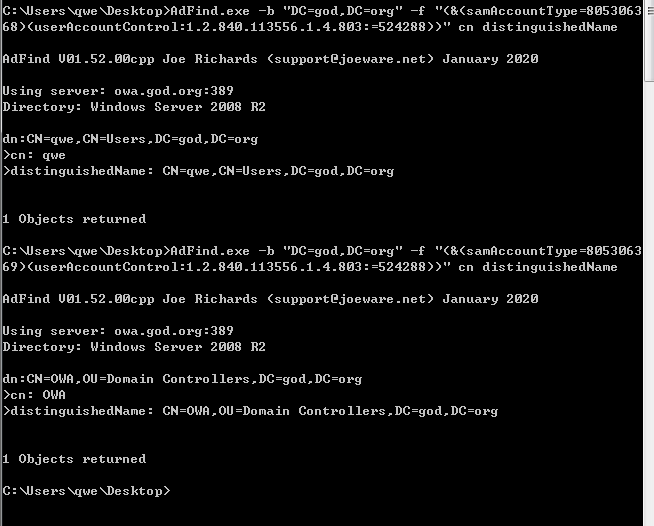 C:\Users\qwe\Desktop>AdFind.exe -b "DC=god,DC=org" -f "(&(samAccountType=8053063
68)(userAccountControl:1.2.840.113556.1.4.803:=524288))" cn distinguishedName
AdFind V01.52.00cpp Joe Richards (support@joeware.net) January 2020
Using server: owa.god.org:389
Directory: Windows Server 2008 R2
dn:CN=qwe,CN=Users,DC=god,DC=org
>cn: qwe
>distinguishedName: CN=qwe,CN=Users,DC=god,DC=org
1 Objects returned
C:\Users\qwe\Desktop>AdFind.exe -b "DC=god,DC=org" -f "(&(samAccountType=8053063
69)(userAccountControl:1.2.840.113556.1.4.803:=524288))" cn distinguishedName
AdFind V01.52.00cpp Joe Richards (support@joeware.net) January 2020
Using server: owa.god.org:389
Directory: Windows Server 2008 R2
dn:CN=OWA,OU=Domain Controllers,DC=god,DC=org
>cn: OWA
>distinguishedName: CN=OWA,OU=Domain Controllers,DC=god,DC=org
1 Objects returned
C:\Users\qwe\Desktop>